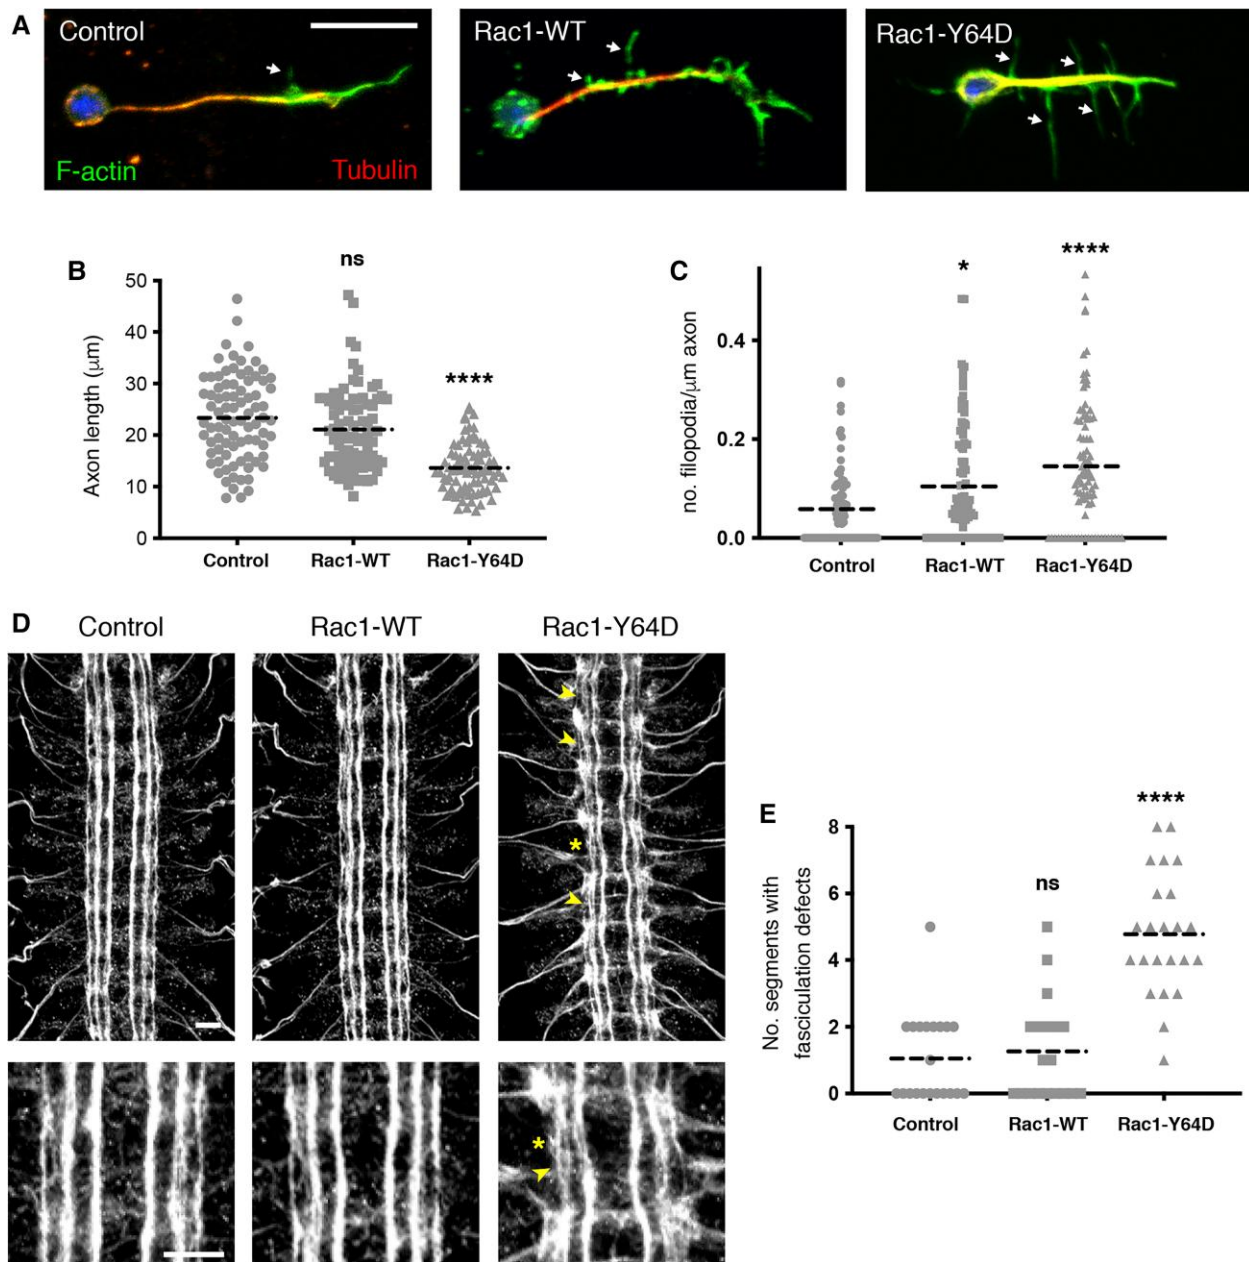 A
Control
Rac1-WT
Rac1-Y64D
F-actin
Tubulin
B
ns
****
50
40
30
20
10
0
Axon length (μm)
Control
Rac1-WT
Rac1-Y64D
C
*
****
0.4
0.2
0.0
no. filopodia/μm axon
Control
Rac1-WT
Rac1-Y64D
D
Control
Rac1-WT
Rac1-Y64D
*
*
E
ns
****
8
6
4
2
0
No. segments with
fasciculation defects
Control
Rac1-WT
Rac1-Y64D